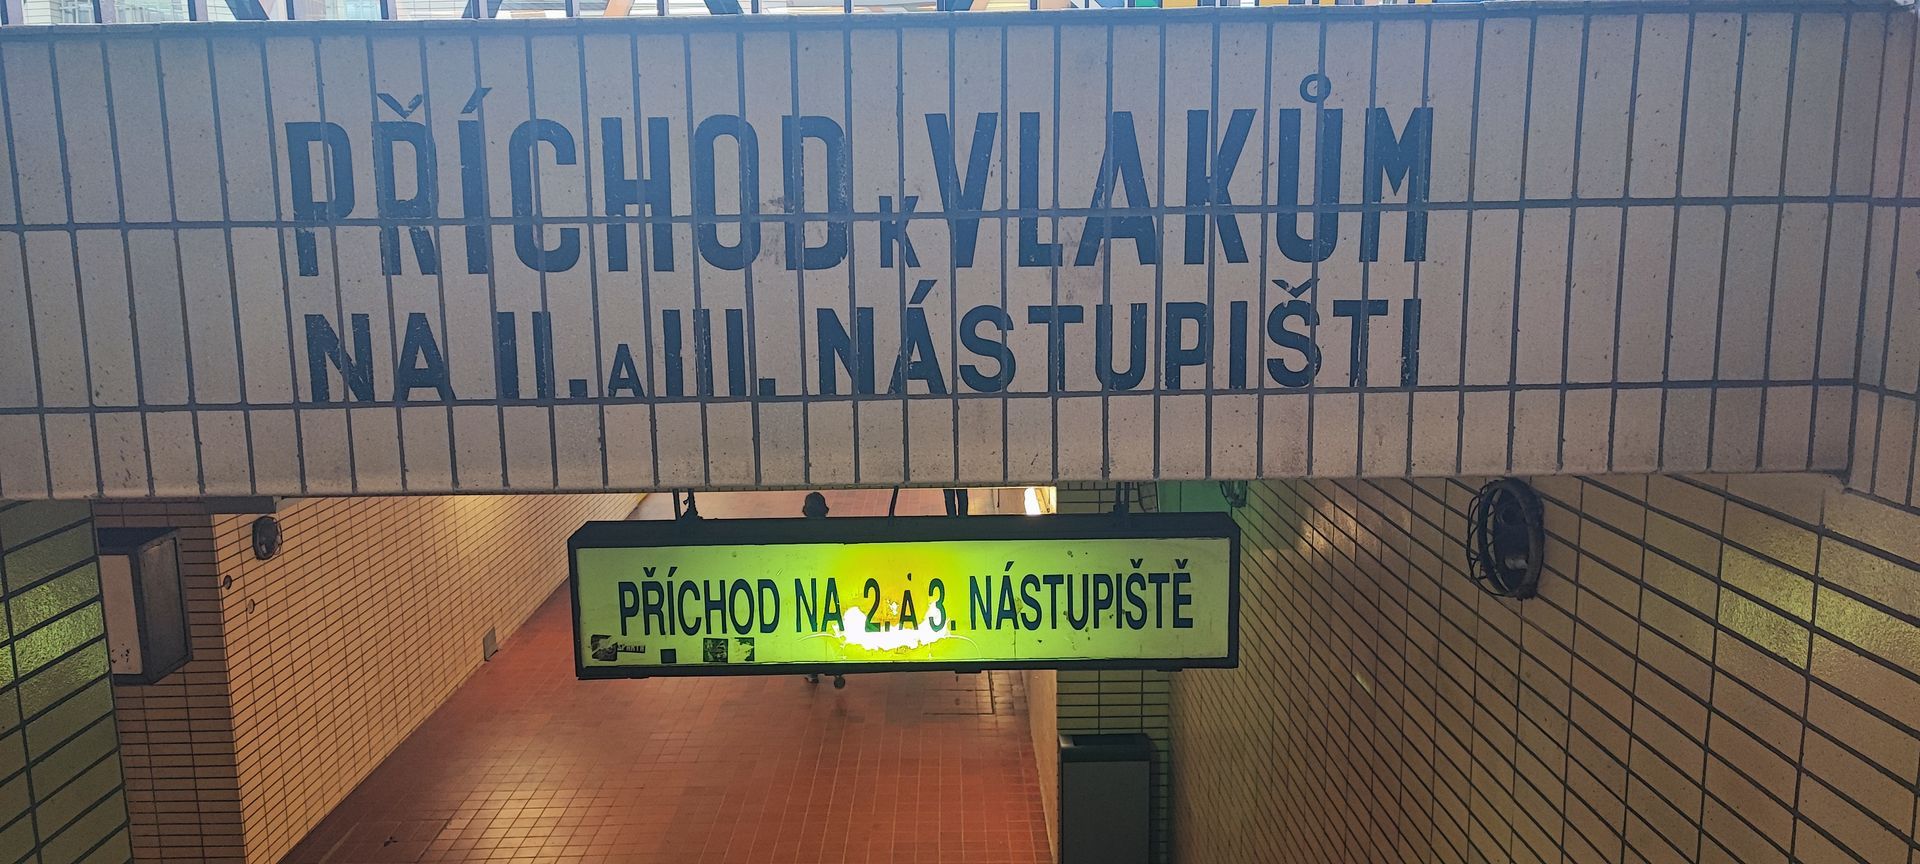 PŘÍCHOD K VLAKŮM
NA II. A III. NÁSTUPIŠTI
PŘÍCHOD NA 2. A 3. NÁSTUPIŠTĚ